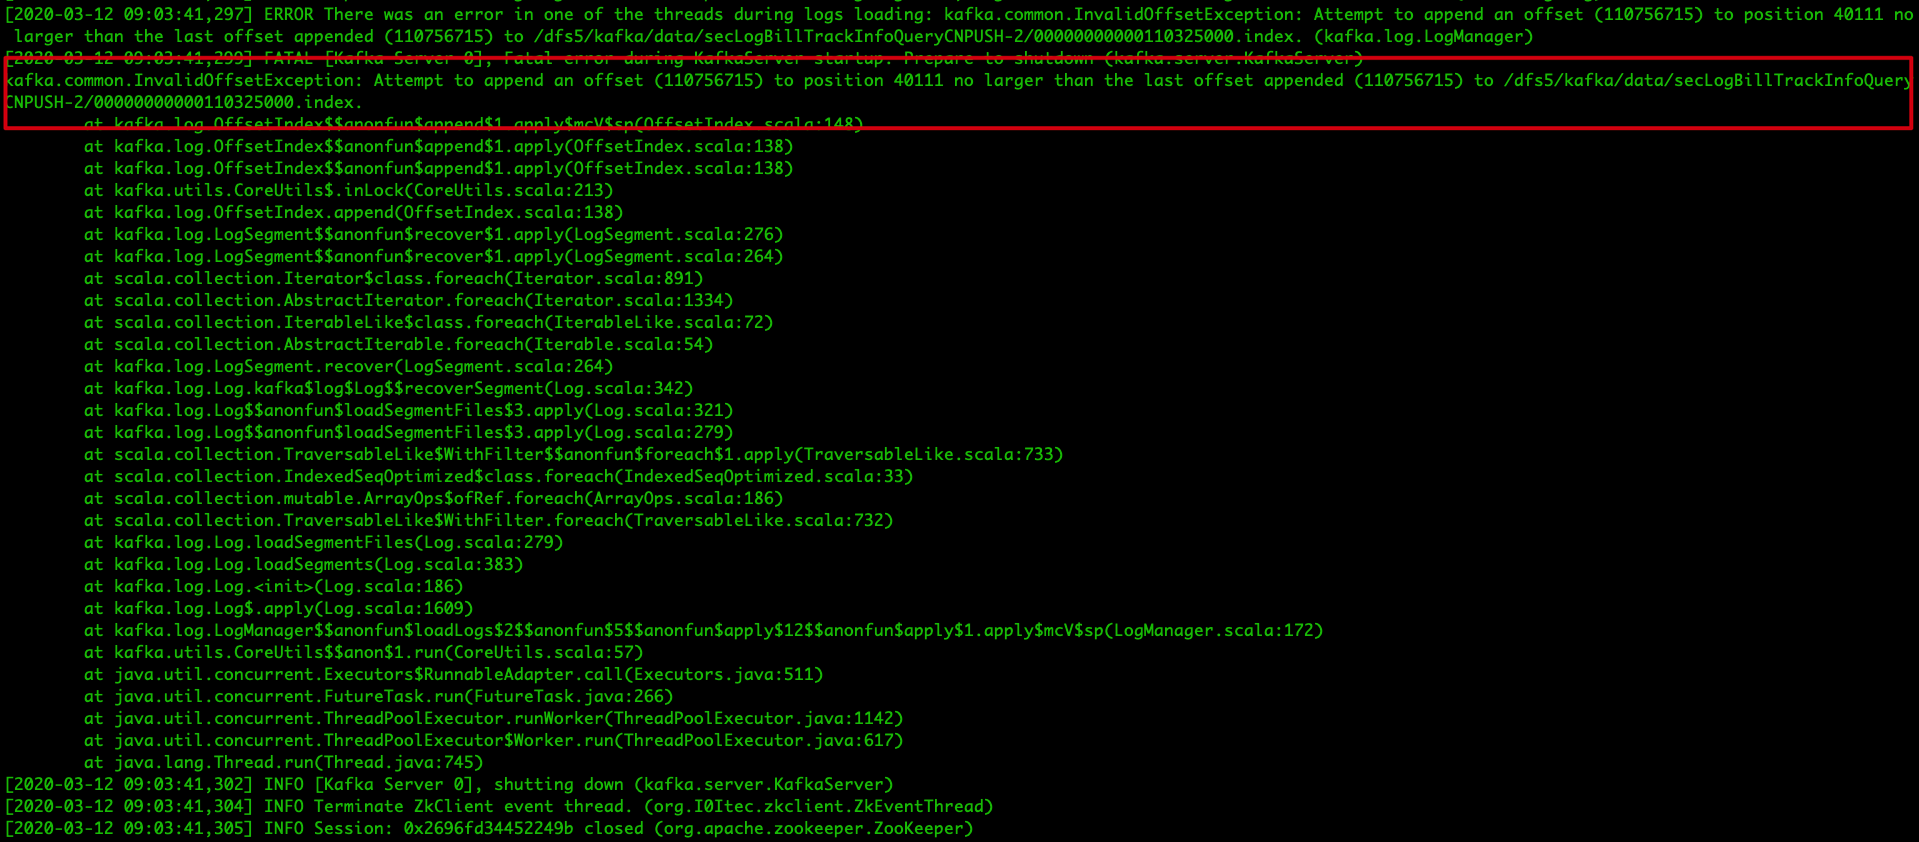 [2020-03-12 09:03:41,297] ERROR There was an error in one of the threads during logs loading: kafka.common.InvalidOffsetException: Attempt to append an offset (110756715) to position 40111 no
larger than the last offset appended (110756715) to /dfs5/kafka/data/secLogBillTrackInfoQueryCNPUSH-2/00000000000110325000.index. (kafka.log.LogManager)
[2020-03-12 09:03:41,299] FATAL [Kafka Server 0], Fatal error during KafkaServer startup. Prepare to shutdown (kafka.server.KafkaServer)
kafka.common.InvalidOffsetException: Attempt to append an offset (110756715) to position 40111 no larger than the last offset appended (110756715) to /dfs5/kafka/data/secLogBillTrackInfoQuery
CNPUSH-2/00000000000110325000.index.
at kafka.log.OffsetIndex$$anonfun$append$1.apply$mcV$sp(OffsetIndex.scala:148)
at kafka.log.OffsetIndex$$anonfun$append$1.apply(OffsetIndex.scala:138)
at kafka.log.OffsetIndex$$anonfun$append$1.apply(OffsetIndex.scala:138)
at kafka.utils.CoreUtils$.inLock(CoreUtils.scala:213)
at kafka.log.OffsetIndex.append(OffsetIndex.scala:138)
at kafka.log.LogSegment$$anonfun$recover$1.apply(LogSegment.scala:276)
at kafka.log.LogSegment$$anonfun$recover$1.apply(LogSegment.scala:264)
at scala.collection.Iterator$class.foreach(Iterator.scala:891)
at scala.collection.AbstractIterator.foreach(Iterator.scala:1334)
at scala.collection.IterableLike$class.foreach(IterableLike.scala:72)
at scala.collection.AbstractIterable.foreach(Iterable.scala:54)
at kafka.log.LogSegment.recover(LogSegment.scala:264)
at kafka.log.Log.kafka$log$Log$$recoverSegment(Log.scala:342)
at kafka.log.Log$$anonfun$loadSegmentFiles$3.apply(Log.scala:321)
at kafka.log.Log$$anonfun$loadSegmentFiles$3.apply(Log.scala:279)
at scala.collection.TraversableLike$WithFilter$$anonfun$foreach$1.apply(TraversableLike.scala:733)
at scala.collection.IndexedSeqOptimized$class.foreach(IndexedSeqOptimized.scala:33)
at scala.collection.mutable.ArrayOps$ofRef.foreach(ArrayOps.scala:186)
at scala.collection.TraversableLike$WithFilter.foreach(TraversableLike.scala:732)
at kafka.log.Log.loadSegmentFiles(Log.scala:279)
at kafka.log.Log.loadSegments(Log.scala:383)
at kafka.log.Log.<init>(Log.scala:186)
at kafka.log.Log$.apply(Log.scala:1609)
at kafka.log.LogManager$$anonfun$loadLogs$2$$anonfun$5$$anonfun$apply$12$$anonfun$apply$1.apply$mcV$sp(LogManager.scala:172)
at kafka.utils.CoreUtils$$anon$1.run(CoreUtils.scala:57)
at java.util.concurrent.Executors$RunnableAdapter.call(Executors.java:511)
at java.util.concurrent.FutureTask.run(FutureTask.java:266)
at java.util.concurrent.ThreadPoolExecutor.runWorker(ThreadPoolExecutor.java:1142)
at java.util.concurrent.ThreadPoolExecutor$Worker.run(ThreadPoolExecutor.java:617)
at java.lang.Thread.run(Thread.java:745)
[2020-03-12 09:03:41,302] INFO [Kafka Server 0], shutting down (kafka.server.KafkaServer)
[2020-03-12 09:03:41,304] INFO Terminate ZkClient event thread. (org.I0Itec.zkclient.ZkEventThread)
[2020-03-12 09:03:41,305] INFO Session: 0x2696fd34452249b closed (org.apache.zookeeper.ZooKeeper)